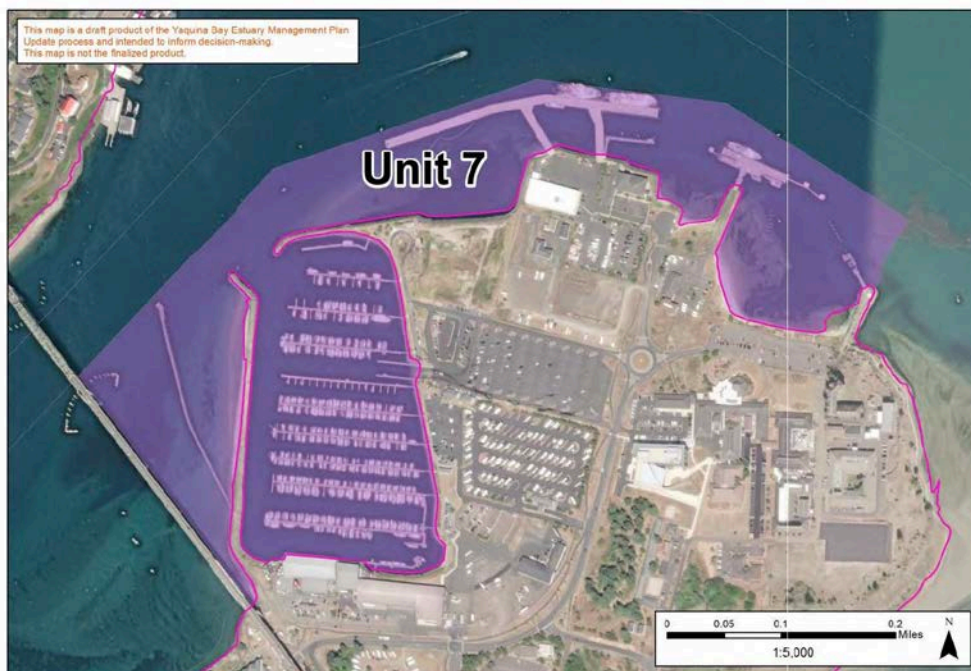 This map is a draft product of the Yaquina Bay Estuary Management Plan
Update process and intended to inform decision-making.
This map is not the finalized product.
Unit 7
0 0.05 0.1 0.2
Miles
1:5,000
N